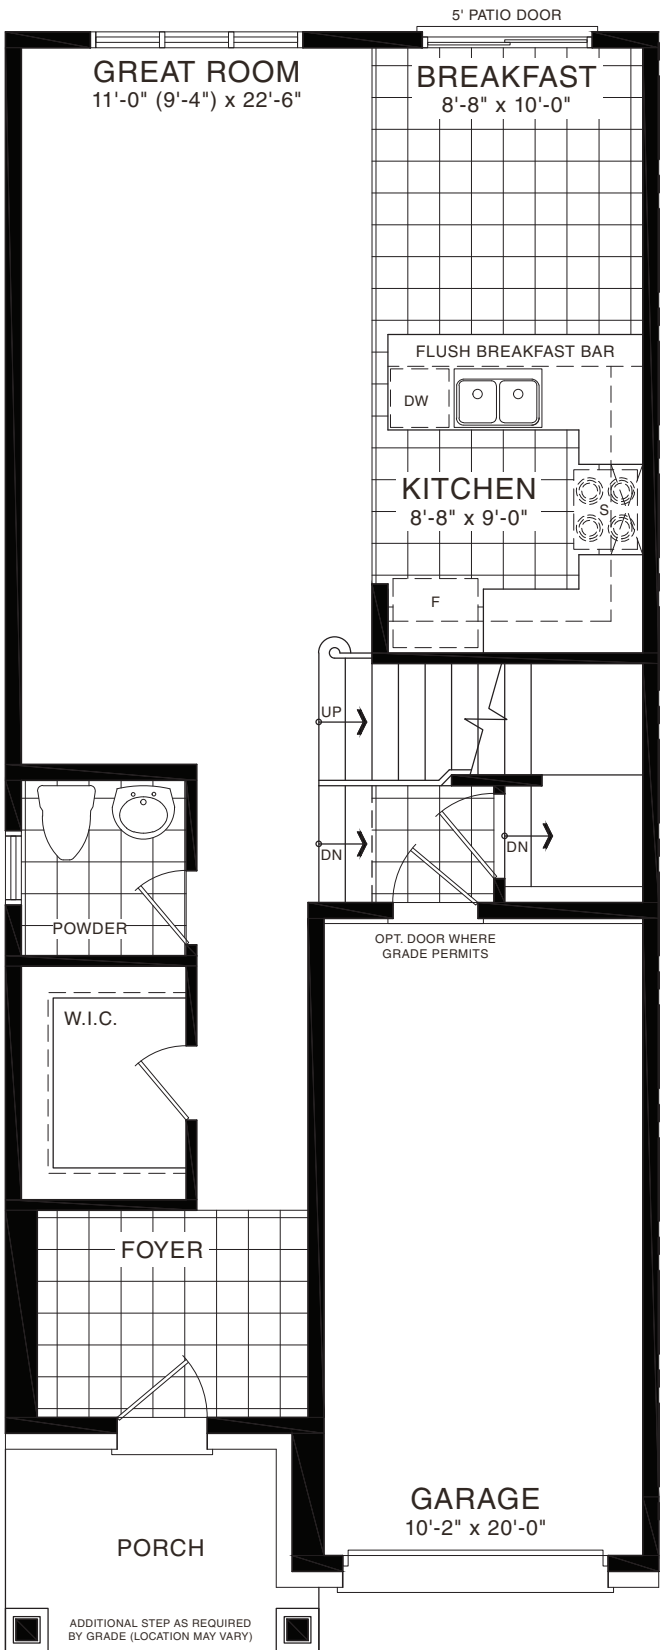 5' PATIO DOOR
GREAT ROOM
11'-0" (9'-4") x 22'-6"
BREAKFAST
8'-8" x 10'-0"
FLUSH BREAKFAST BAR
DW
KITCHEN
8'-8" x 9'-0"
S
F
UP
DN
DN
POWDER
OPT. DOOR WHERE
GRADE PERMITS
W.I.C.
FOYER
GARAGE
10'-2" x 20'-0"
PORCH
ADDITIONAL STEP AS REQUIRED
BY GRADE (LOCATION MAY VARY)